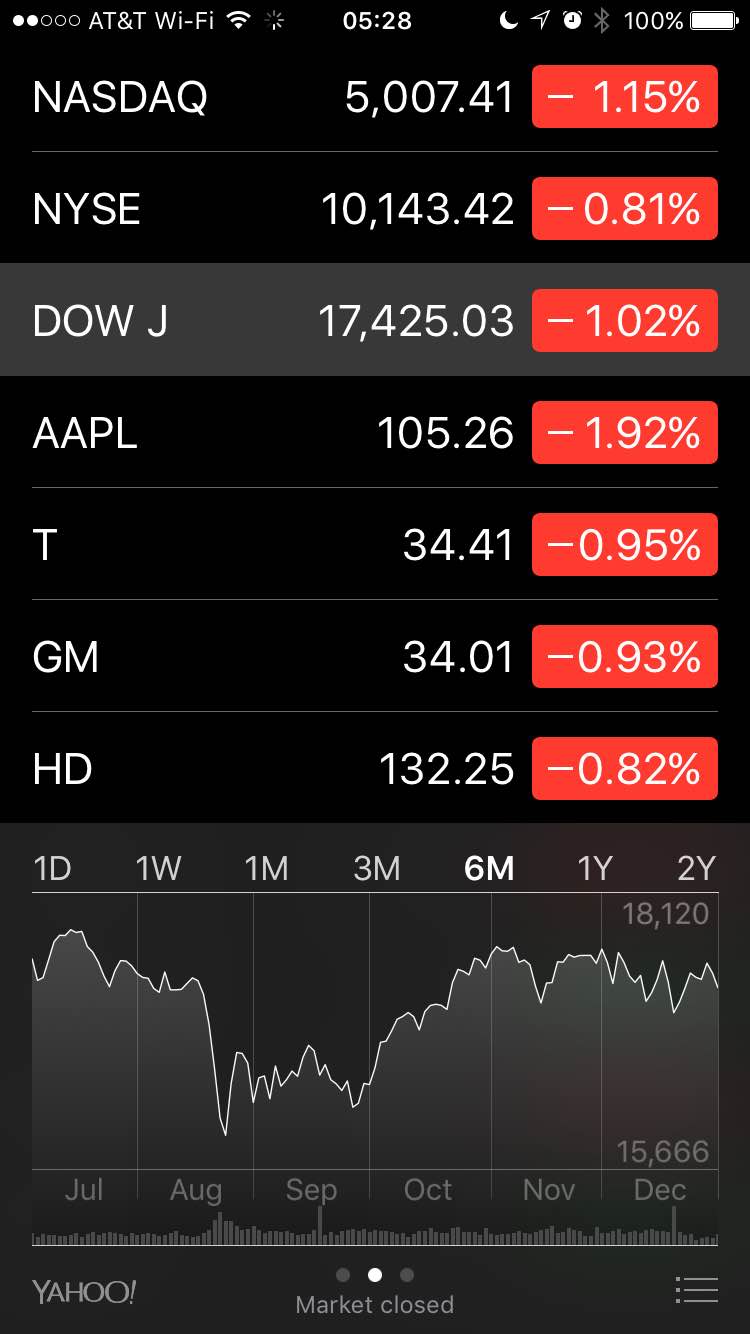 AT&T Wi-Fi 05:28 100%
NASDAQ 5,007.41 − 1.15%
NYSE 10,143.42 − 0.81%
DOW J 17,425.03 − 1.02%
AAPL 105.26 − 1.92%
T 34.41 −0.95%
GM 34.01 −0.93%
HD 132.25 −0.82%
1D 1W 1M 3M 6M 1Y 2Y
18,120
15,666
Jul Aug Sep Oct Nov Dec
YAHOO!
Market closed